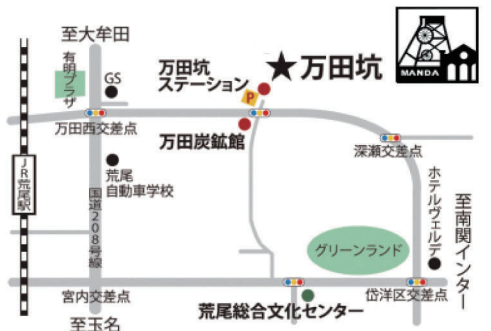 至大牟田
有明プラザ
GS
万田坑
ステーション
★万田坑
MANDA
P
万田西交差点
万田炭鉱館
深瀬交差点
荒尾
自動車学校
JR荒尾駅
国道208号線
ホテルヴェルデ
至南関インター
グリーンランド
宮内交差点
岱洋区交差点
荒尾総合文化センター
至玉名